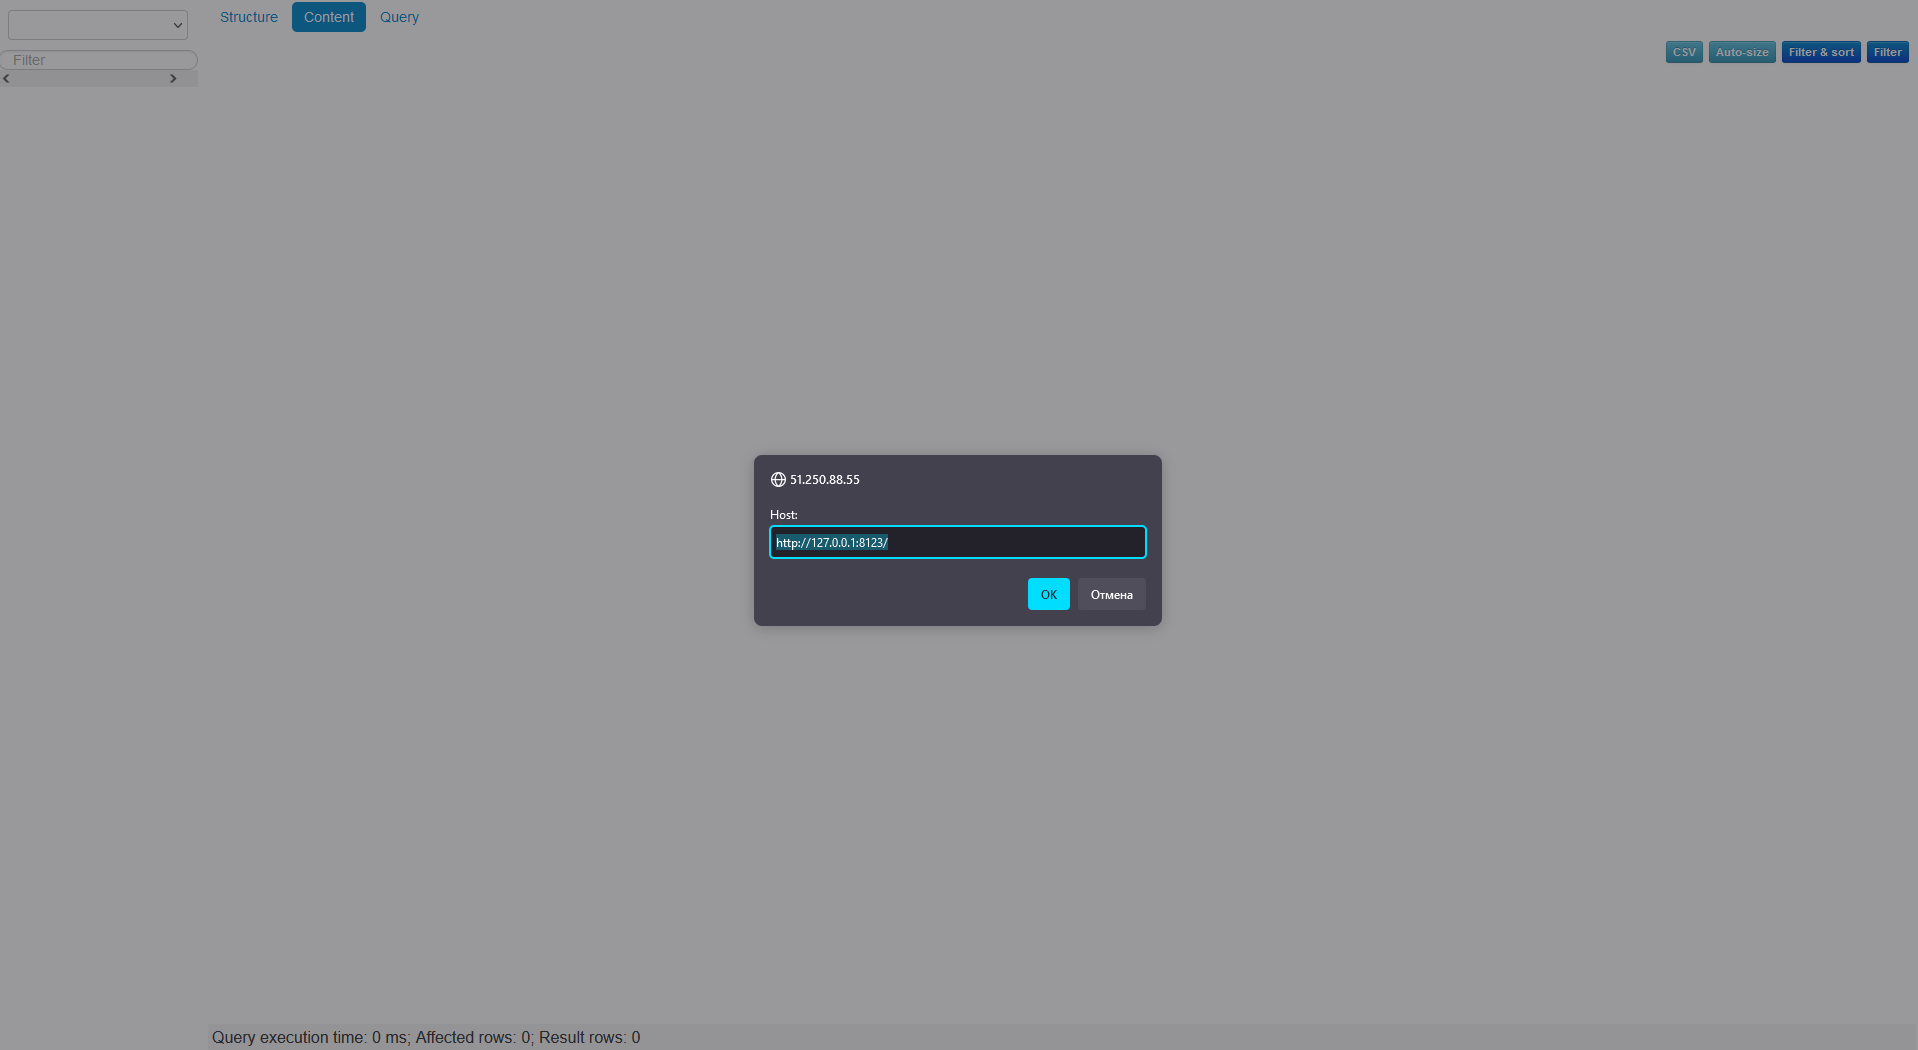 Structure Content Query
Filter
CSV Auto-size Filter & sort Filter
51.250.88.55
Host:
http://127.0.0.1:8123/
OK Отмена
Query execution time: 0 ms; Affected rows: 0; Result rows: 0